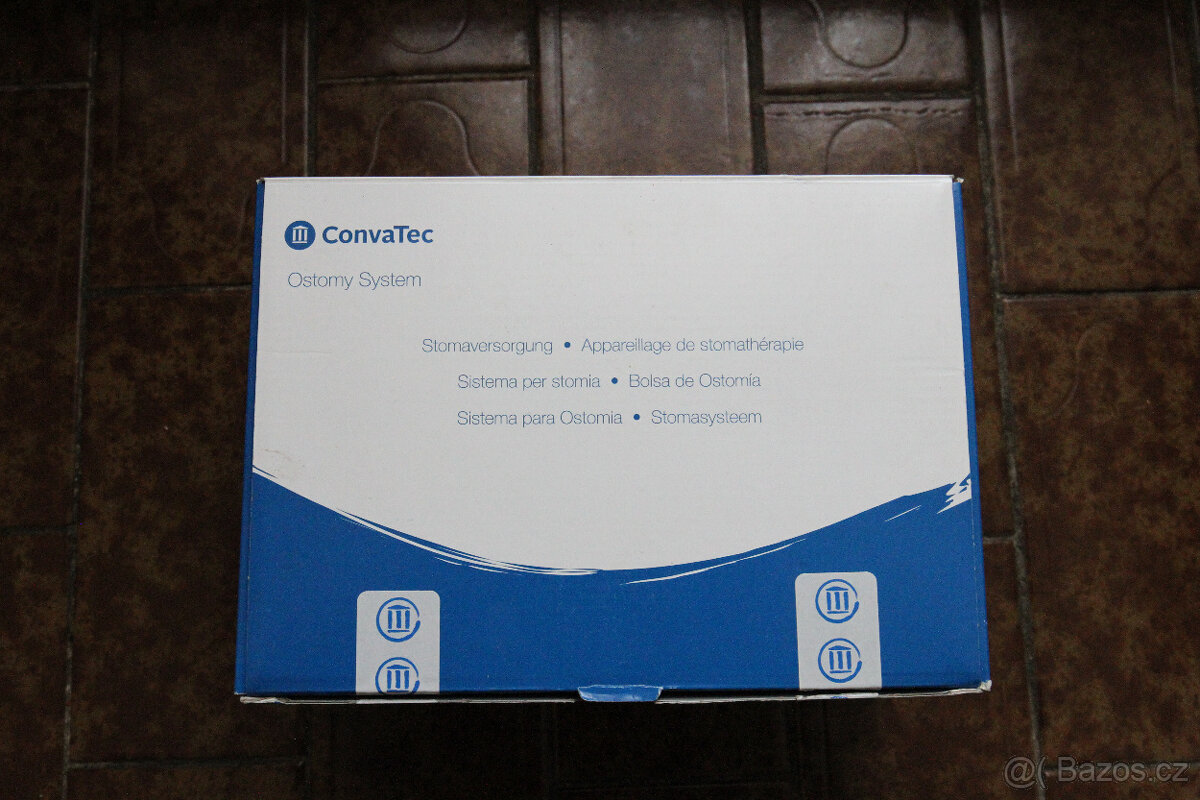 ConvaTec
Ostomy System
Stomaversorgung • Appareillage de stomathérapie
Sistema per stomia • Bolsa de Ostomía
Sistema para Ostomia • Stomasysteem
@( Bazos.cz